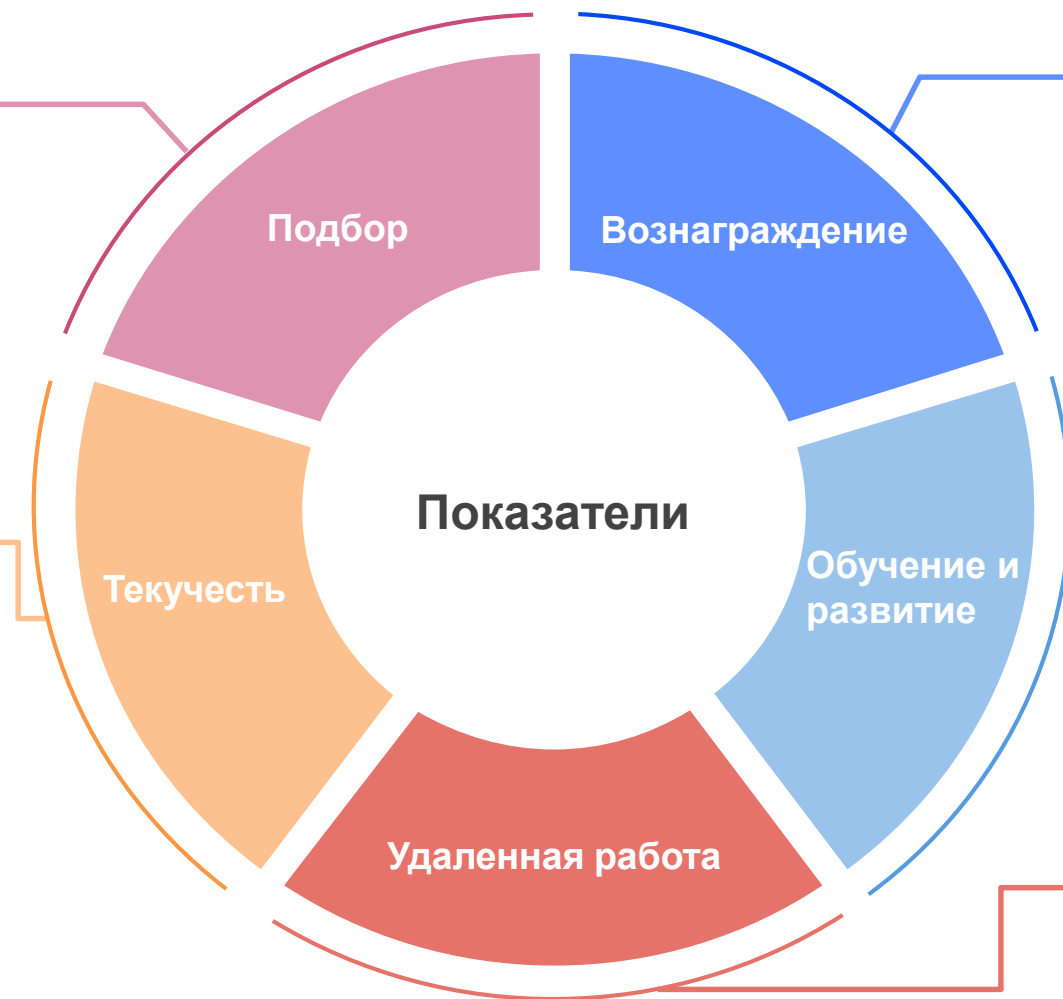 Подбор
Вознаграждение
Показатели
Текучесть
Обучение и
развитие
Удаленная работа